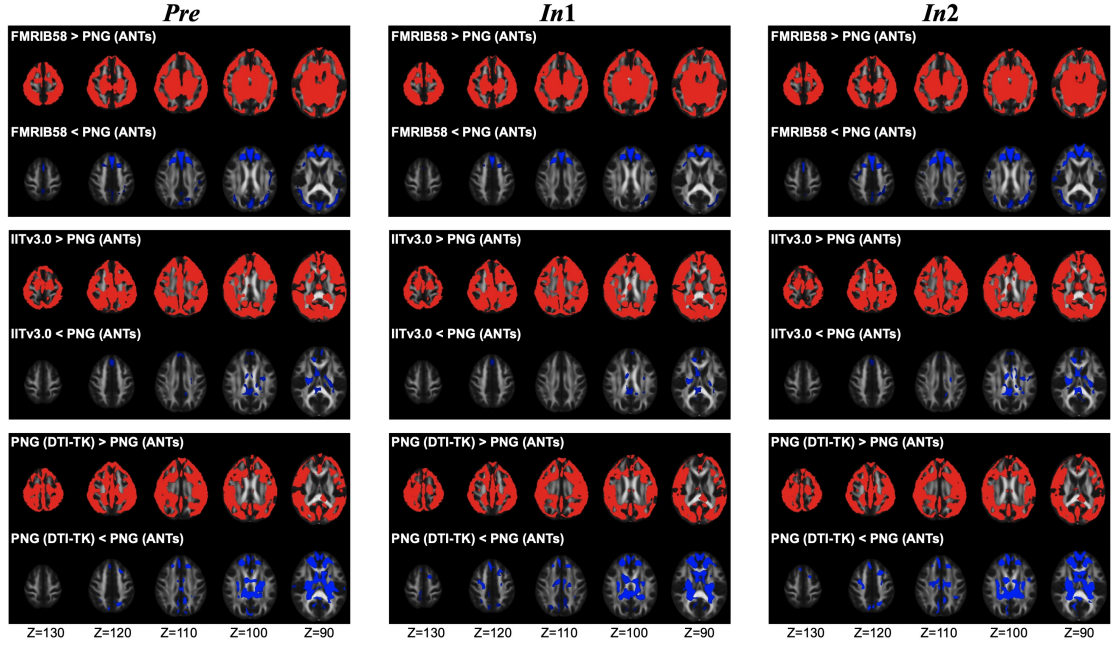 Pre In1 In2
FMRIB58 > PNG (ANTs) FMRIB58 > PNG (ANTs) FMRIB58 > PNG (ANTs)
FMRIB58 < PNG (ANTs) FMRIB58 < PNG (ANTs) FMRIB58 < PNG (ANTs)
IITv3.0 > PNG (ANTs) IITv3.0 > PNG (ANTs) IITv3.0 > PNG (ANTs)
IITv3.0 < PNG (ANTs) IITv3.0 < PNG (ANTs) IITv3.0 < PNG (ANTs)
PNG (DTI-TK) > PNG (ANTs) PNG (DTI-TK) > PNG (ANTs) PNG (DTI-TK) > PNG (ANTs)
PNG (DTI-TK) < PNG (ANTs) PNG (DTI-TK) < PNG (ANTs) PNG (DTI-TK) < PNG (ANTs)
Z=130 Z=120 Z=110 Z=100 Z=90 Z=130 Z=120 Z=110 Z=100 Z=90 Z=130 Z=120 Z=110 Z=100 Z=90